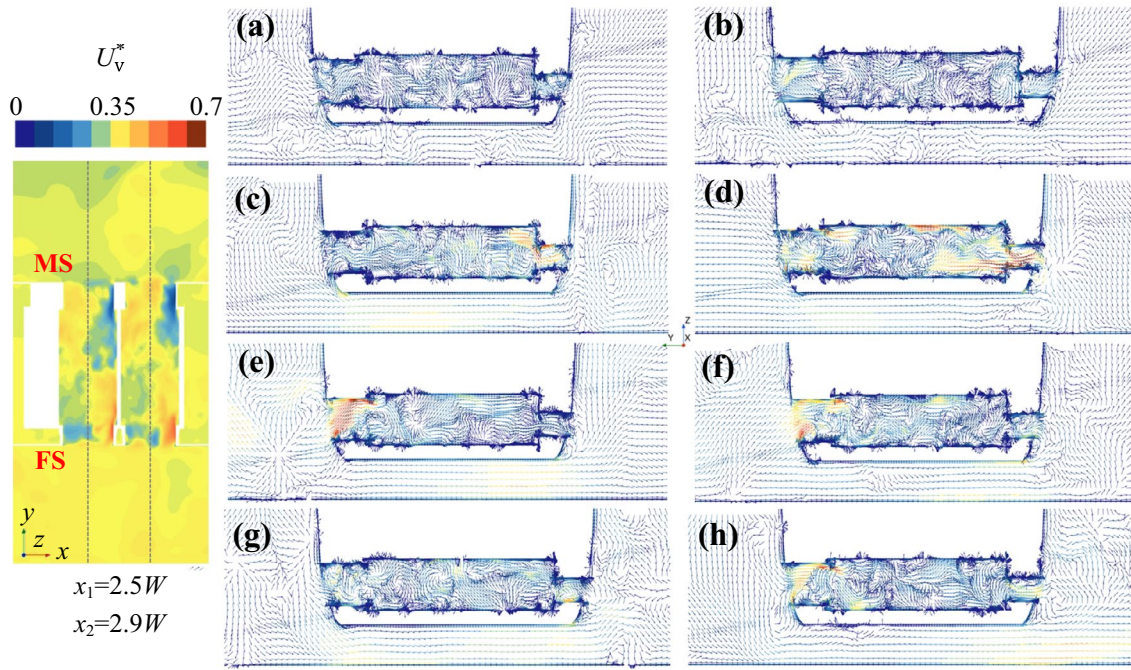 U*v
0 0.35 0.7
MS
FS
y
z x
x1=2.5W
x2=2.9W
(a) (b)
(c) (d)
Z
Y X
(e) (f)
(g) (h)